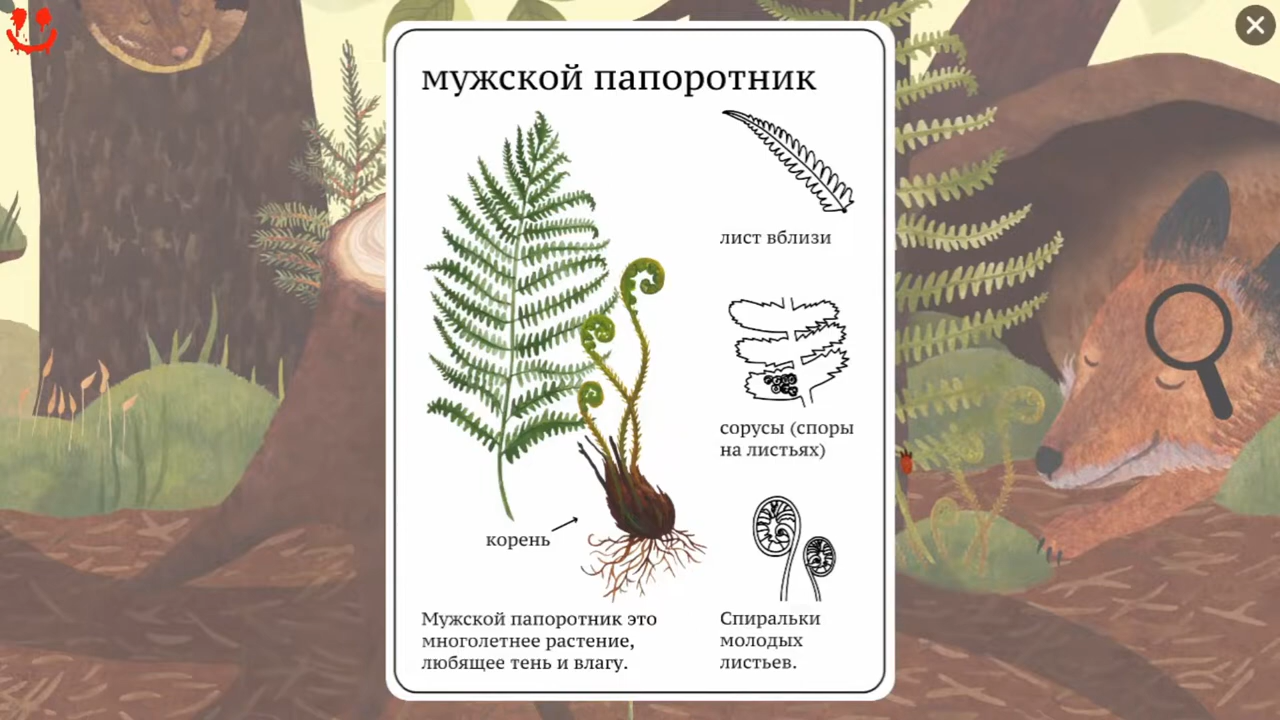 мужской папоротник
лист вблизи
сорусы (споры
на листьях)
корень
Мужской папоротник это
многолетнее растение,
любящее тень и влагу.
Спиральки
молодых
листьев.